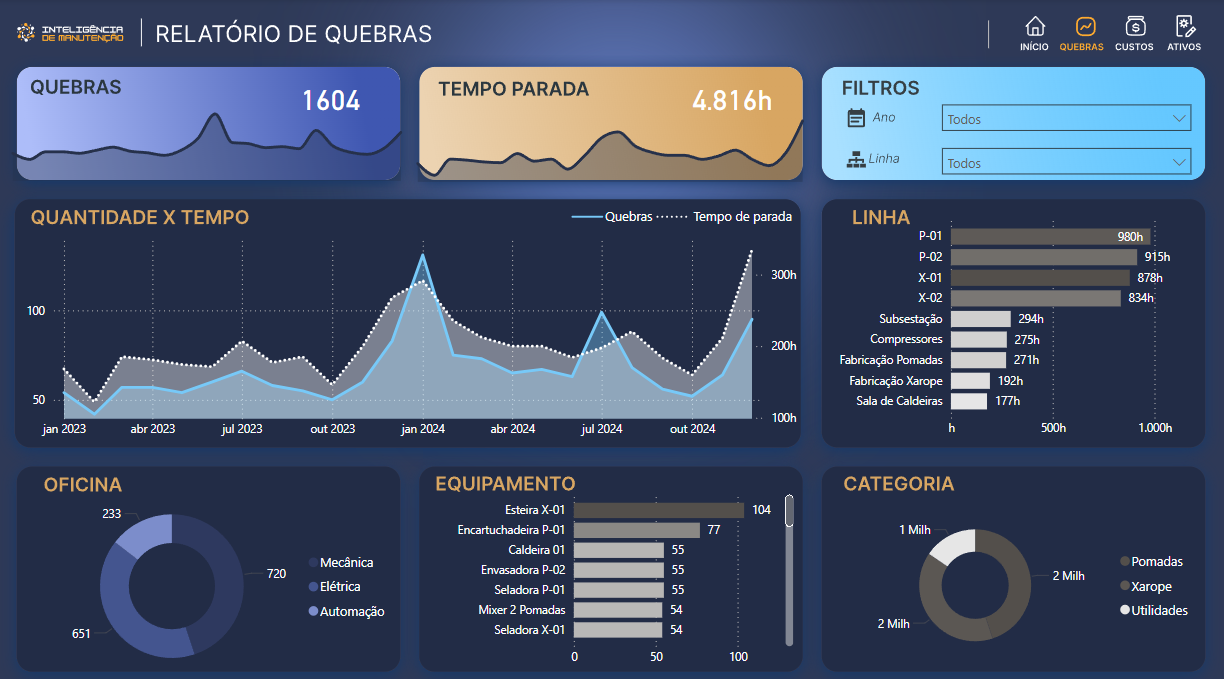 INTELIGÊNCIA
DE MANUTENÇÃO
RELATÓRIO DE QUEBRAS
INÍCIO
QUEBRAS
CUSTOS
ATIVOS
QUEBRAS
1604
TEMPO PARADA
4.816h
FILTROS
Ano
Todos
Linha
Todos
QUANTIDADE X TEMPO
Quebras
Tempo de parada
100
50
300h
200h
100h
jan 2023
abr 2023
jul 2023
out 2023
jan 2024
abr 2024
jul 2024
out 2024
LINHA
P-01 980h
P-02 915h
X-01 878h
X-02 834h
Subsestação 294h
Compressores 275h
Fabricação Pomadas 271h
Fabricação Xarope 192h
Sala de Caldeiras 177h
h 500h 1.000h
OFICINA
233
720
651
Mecânica
Elétrica
Automação
EQUIPAMENTO
Esteira X-01 104
Encartuchadeira P-01 77
Caldeira 01 55
Envasadora P-02 55
Seladora P-01 55
Mixer 2 Pomadas 54
Seladora X-01 54
0 50 100
CATEGORIA
1 Milh
2 Milh
2 Milh
Pomadas
Xarope
Utilidades